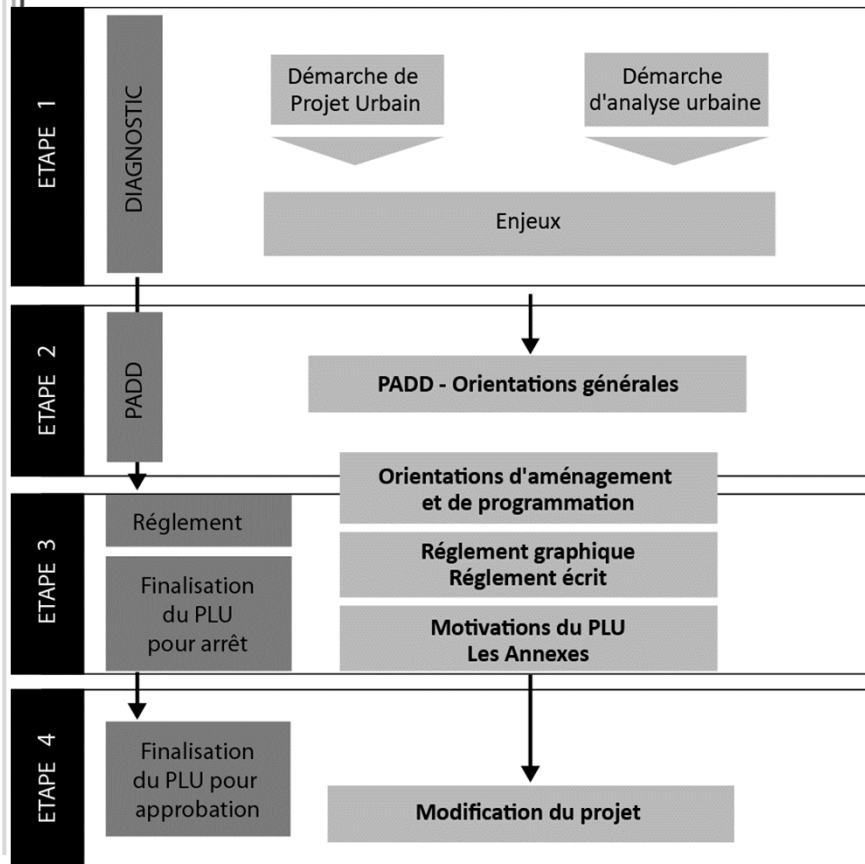 ETAPE 1
DIAGNOSTIC
Démarche de
Projet Urbain
Démarche
d'analyse urbaine
Enjeux
ETAPE 2
PADD
PADD - Orientations générales
ETAPE 3
Réglement
Finalisation
du PLU
pour arrêt
Orientations d'aménagement
et de programmation
Réglement graphique
Réglement écrit
Motivations du PLU
Les Annexes
ETAPE 4
Finalisation
du PLU pour
approbation
Modification du projet